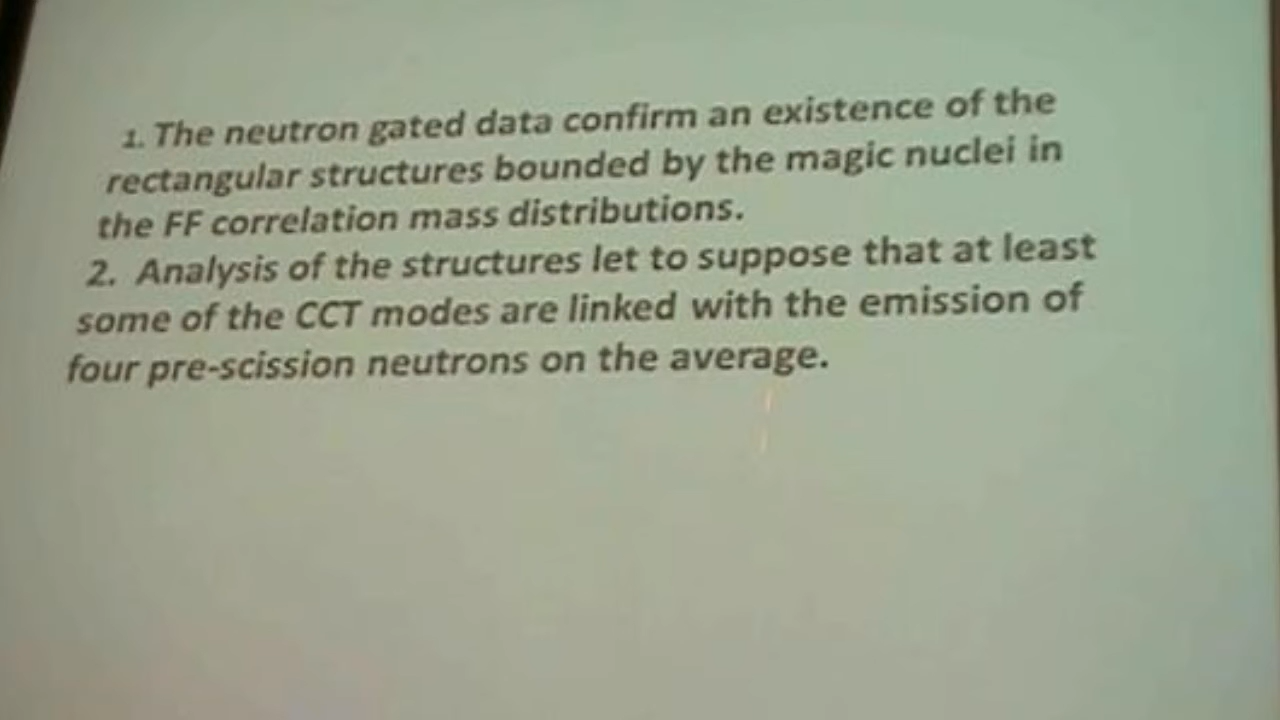 1. The neutron gated data confirm an existence of the
rectangular structures bounded by the magic nuclei in
the FF correlation mass distributions.
2. Analysis of the structures let to suppose that at least
some of the CCT modes are linked with the emission of
four pre-scission neutrons on the average.